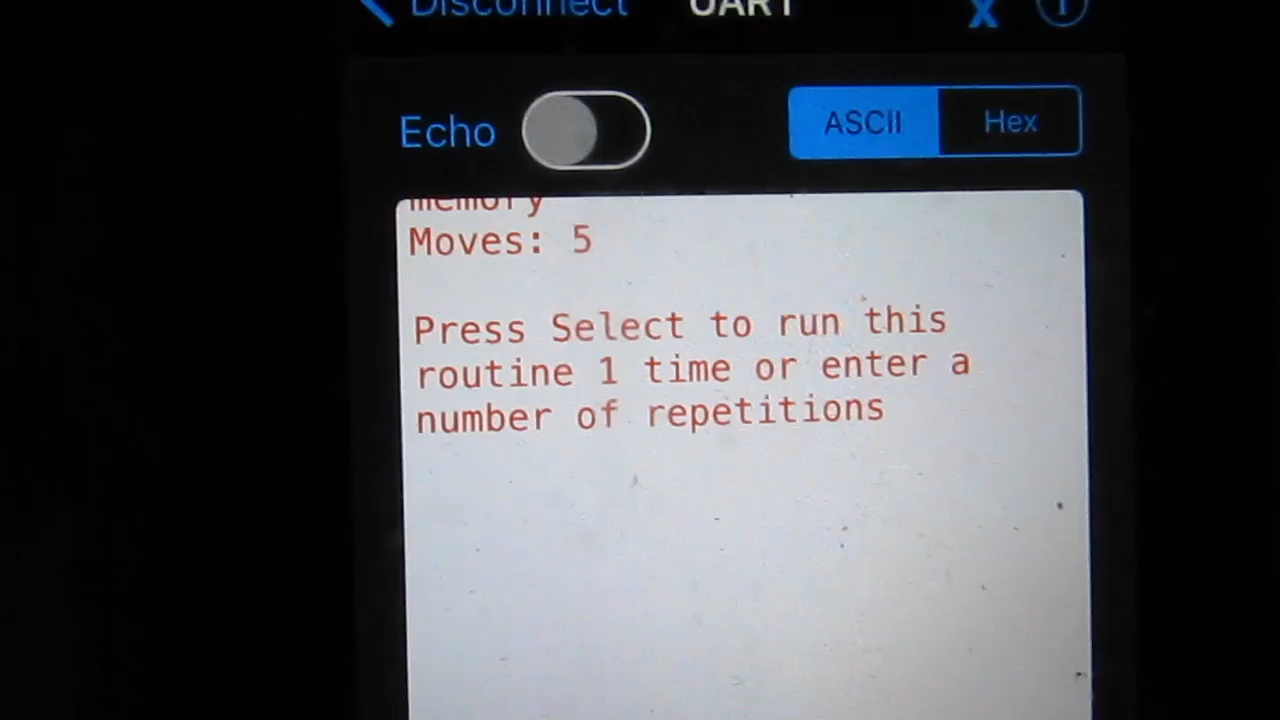 Disconnect UART
Echo ASCII Hex
memory
Moves: 5
Press Select to run this
routine 1 time or enter a
number of repetitions